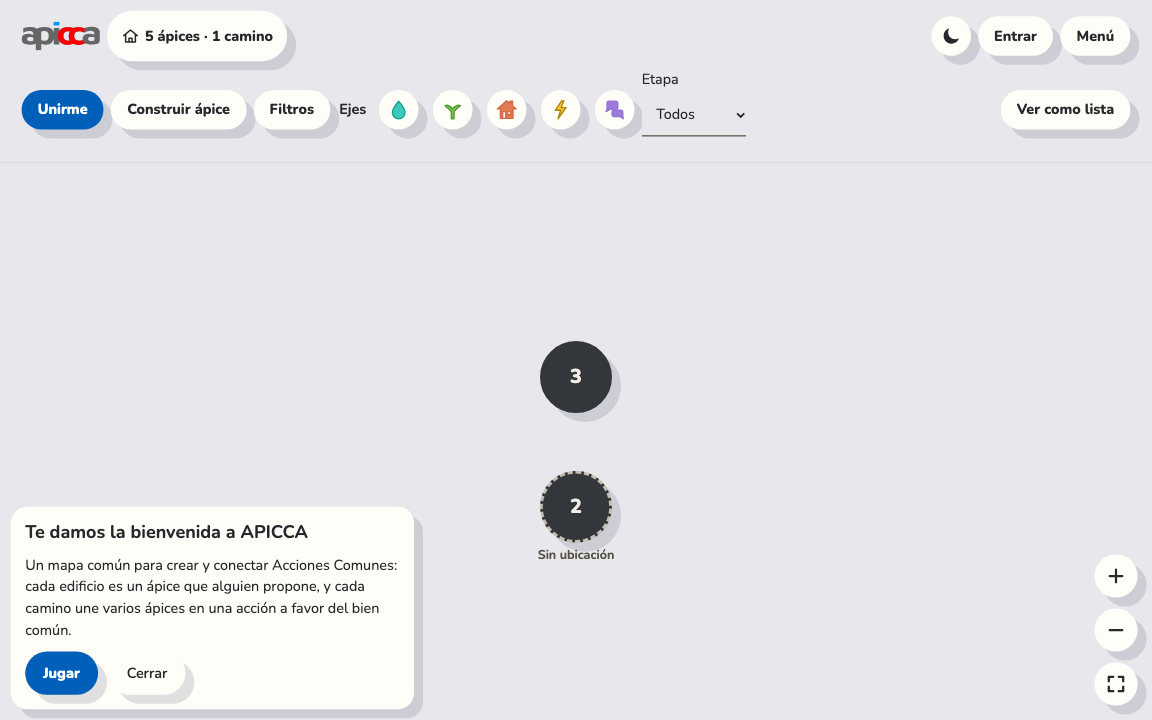 apicca
5 ápices · 1 camino
Entrar
Menú
Unirme
Construir ápice
Filtros
Ejes
Etapa
Todos
Ver como lista
3
2
Sin ubicación
Te damos la bienvenida a APICCA
Un mapa común para crear y conectar Acciones Comunes:
cada edificio es un ápice que alguien propone, y cada
camino une varios ápices en una acción a favor del bien
común.
Jugar
Cerrar